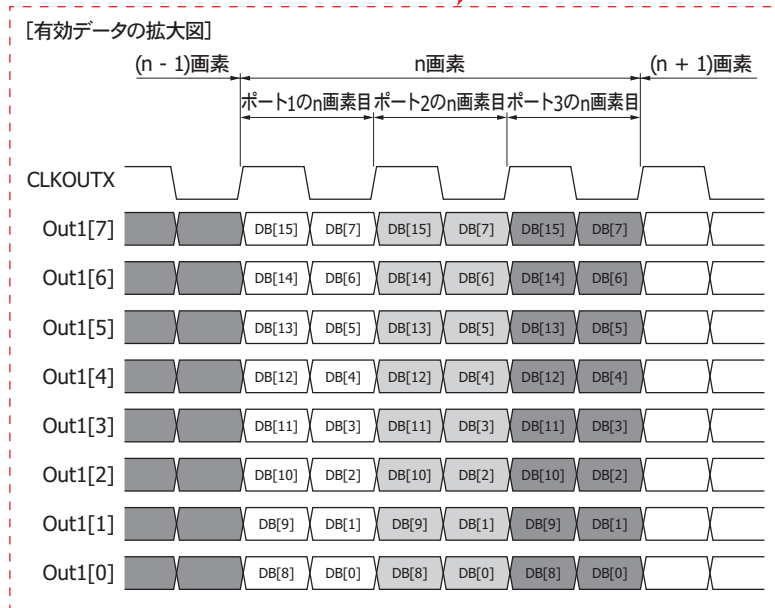 [有効データの拡大図]
(n - 1)画素 n画素 (n + 1)画素
ポート1のn画素目 ポート2のn画素目 ポート3のn画素目
CLKOUTX
Out1[7] DB[15] DB[7] DB[15] DB[7] DB[15] DB[7]
Out1[6] DB[14] DB[6] DB[14] DB[6] DB[14] DB[6]
Out1[5] DB[13] DB[5] DB[13] DB[5] DB[13] DB[5]
Out1[4] DB[12] DB[4] DB[12] DB[4] DB[12] DB[4]
Out1[3] DB[11] DB[3] DB[11] DB[3] DB[11] DB[3]
Out1[2] DB[10] DB[2] DB[10] DB[2] DB[10] DB[2]
Out1[1] DB[9] DB[1] DB[9] DB[1] DB[9] DB[1]
Out1[0] DB[8] DB[0] DB[8] DB[0] DB[8] DB[0]